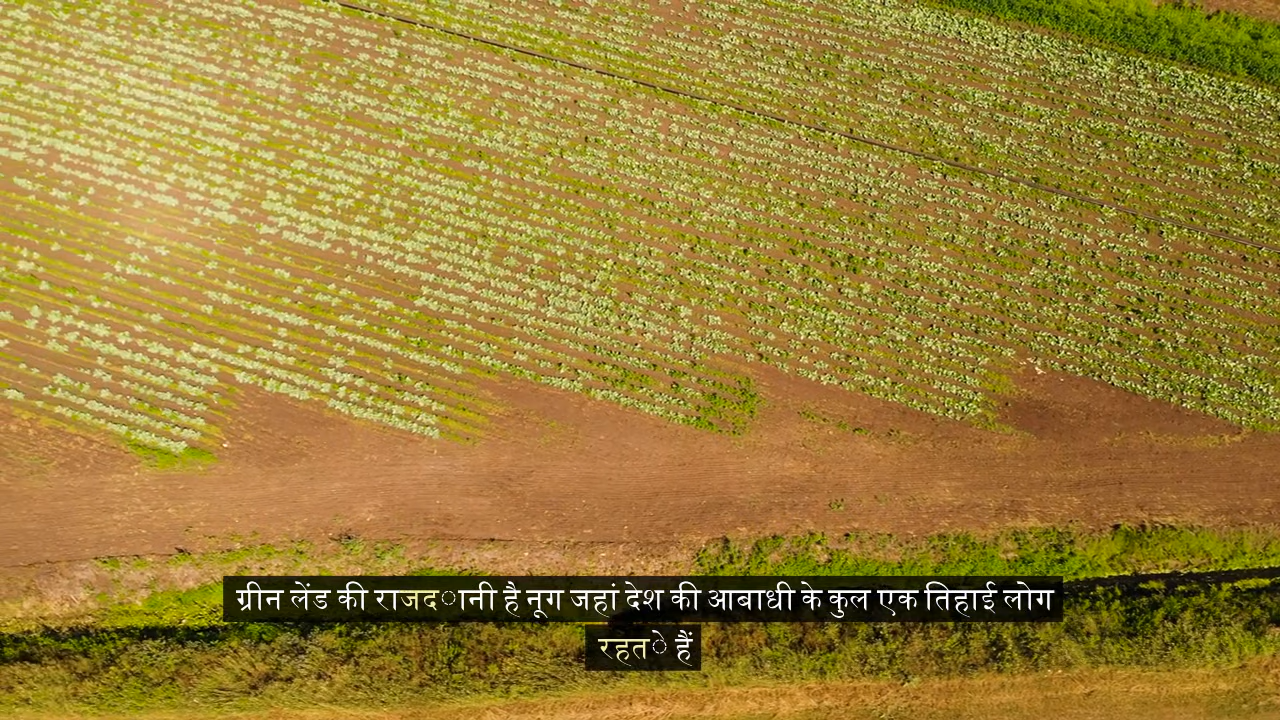 ग्रीन लेंड की राजदानी है नूग जहां देश की आबाधी के कुल एक तिहाई लोग
रहते हैं